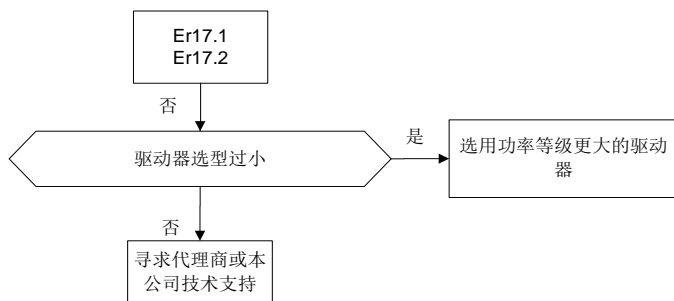 Er17.1
Er17.2
否
驱动器选型过小
是
选用功率等级更大的驱动
器
否
寻求代理商或本
公司技术支持